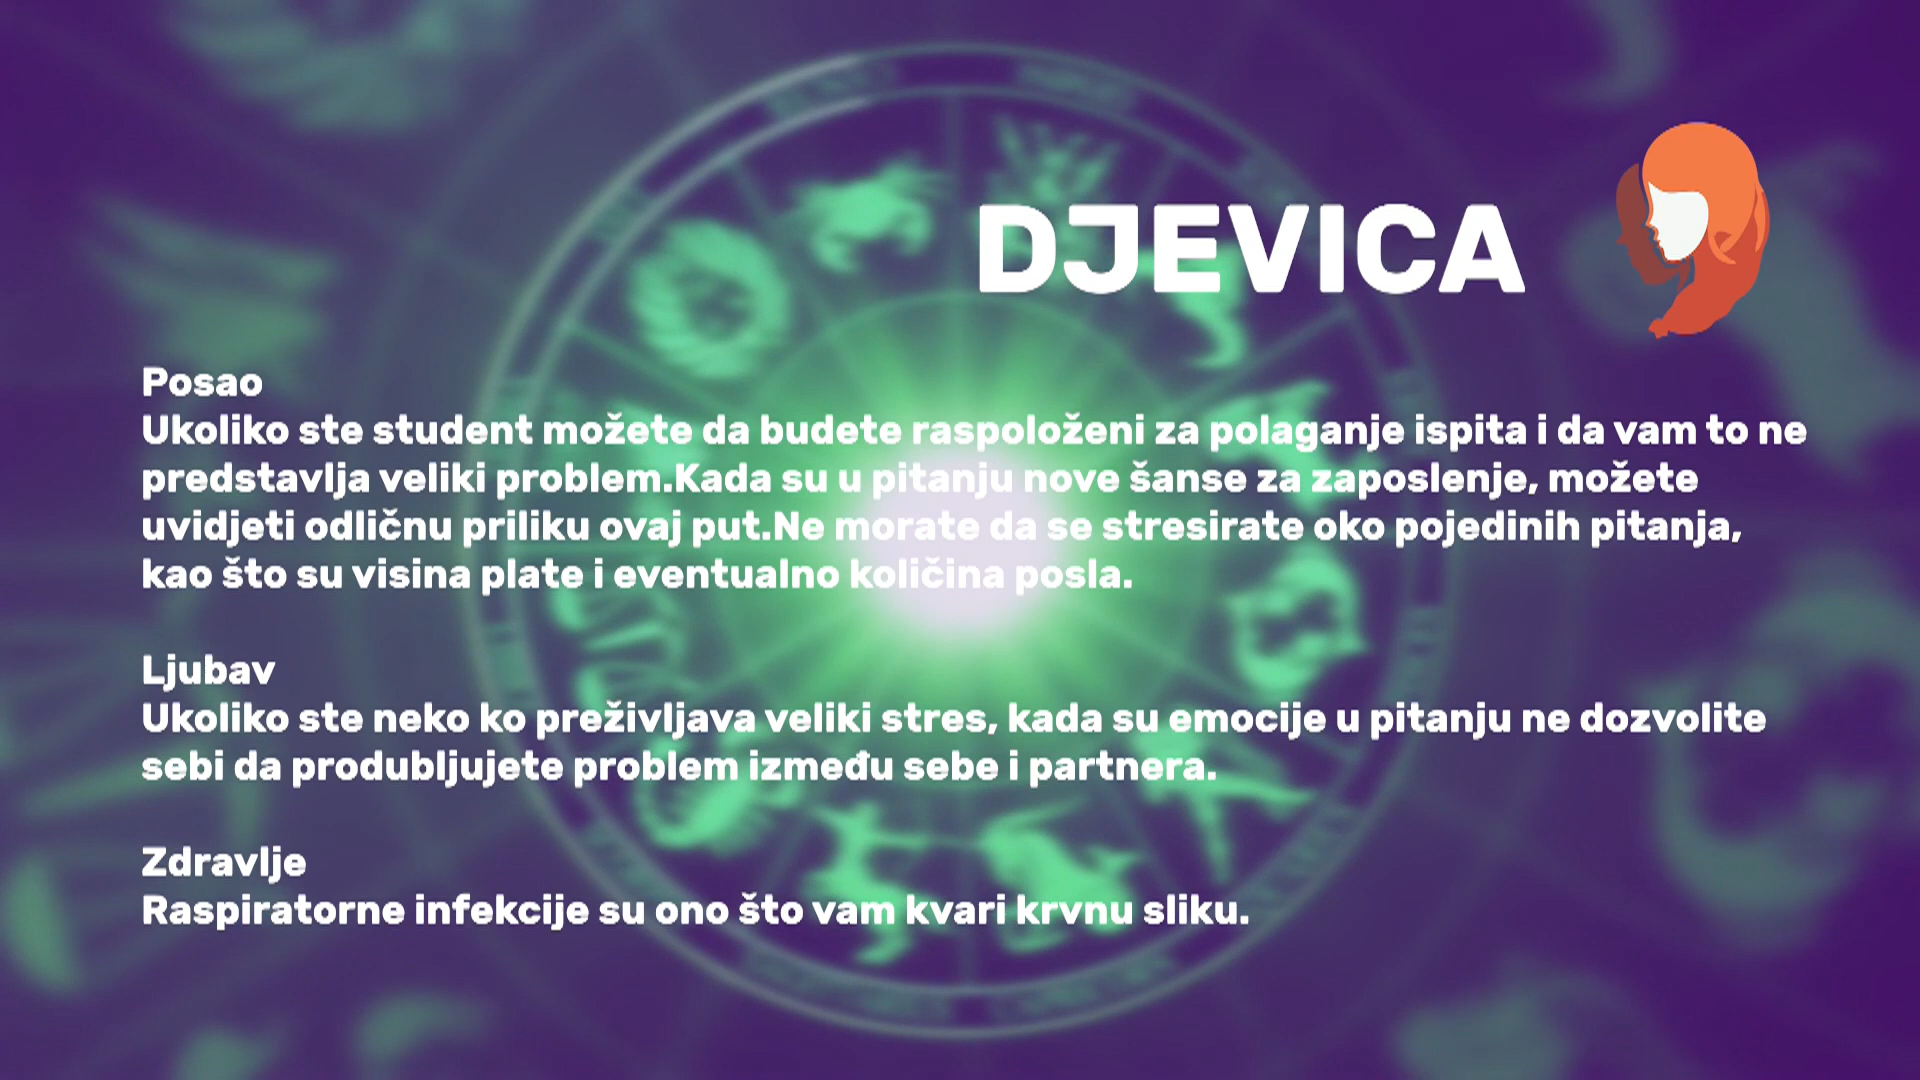 DJEVICA
Posao
Ukoliko ste student možete da budete raspoloženi za polaganje ispita i da vam to ne
predstavlja veliki problem.Kada su u pitanju nove šanse za zaposlenje, možete
uvidjeti odličnu priliku ovaj put.Ne morate da se stresirate oko pojedinih pitanja,
kao što su visina plate i eventualno količina posla.
Ljubav
Ukoliko ste neko ko preživljava veliki stres, kada su emocije u pitanju ne dozvolite
sebi da produbljujete problem između sebe i partnera.
Zdravlje
Raspiratorne infekcije su ono što vam kvari krvnu sliku.